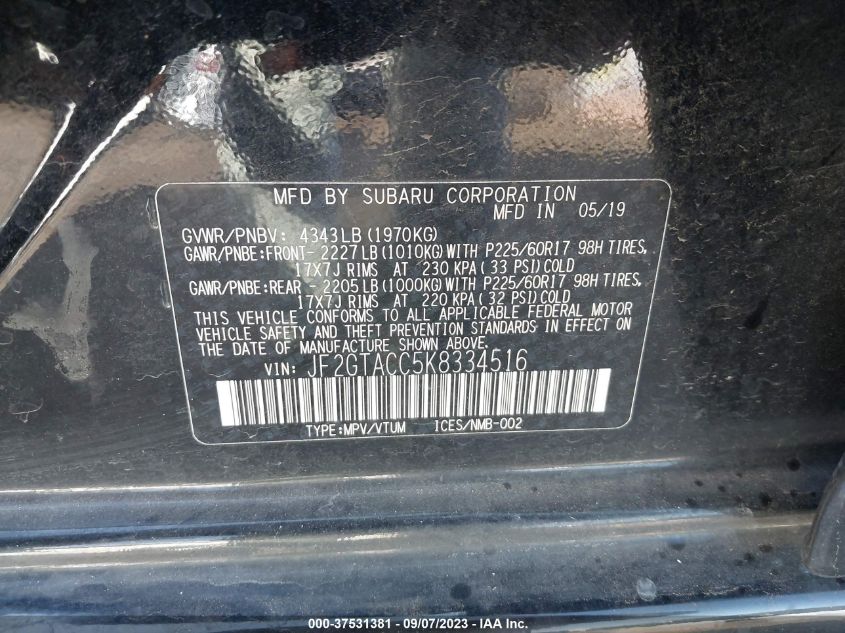 MFD BY SUBARU CORPORATION
MFD IN 05/19
GVWR/PNBV: 4343LB (1970KG)
GAWR/PNBE:FRONT- 2227LB (1010KG) WITH P225/60R17 98H TIRES,
17X7J RIMS AT 230 KPA ( 33 PSI) COLD
GAWR/PNBE:REAR - 2205LB (1000KG) WITH P225/60R17 98H TIRES,
17X7J RIMS AT 220 KPA ( 32 PSI) COLD
THIS VEHICLE CONFORMS TO ALL APPLICABLE FEDERAL MOTOR
VEHICLE SAFETY AND THEFT PREVENTION STANDARDS IN EFFECT ON
THE DATE OF MANUFACTURE SHOWN ABOVE.
VIN: JF2GTACC5K8334516
TYPE:MPV/VTUM ICES/NMB-002
000-37531381 - 09/07/2023 - © IAA Inc.